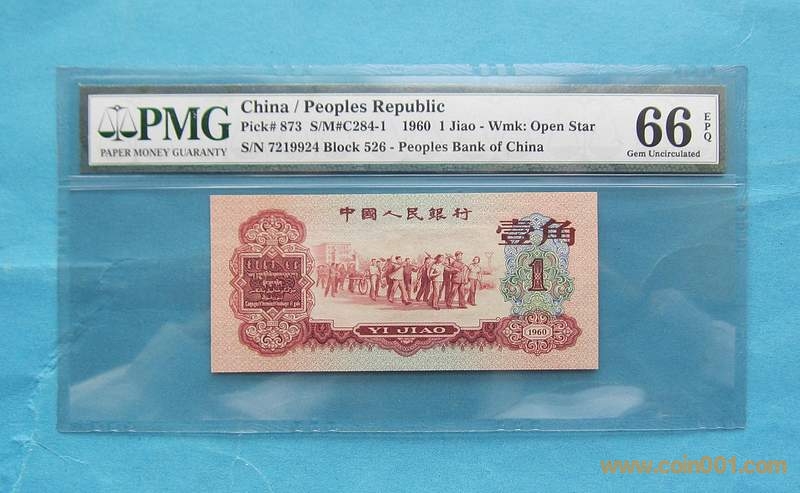 PMG
PAPER MONEY GUARANTY
China / Peoples Republic
Pick# 873 S/M#C284-1 1960 1 Jiao - Wmk: Open Star
S/N 7219924 Block 526 - Peoples Bank of China
66
EPQ
Gem Uncirculated
中國人民銀行
壹角
1
YI JIAO
1960
www.coin001.com